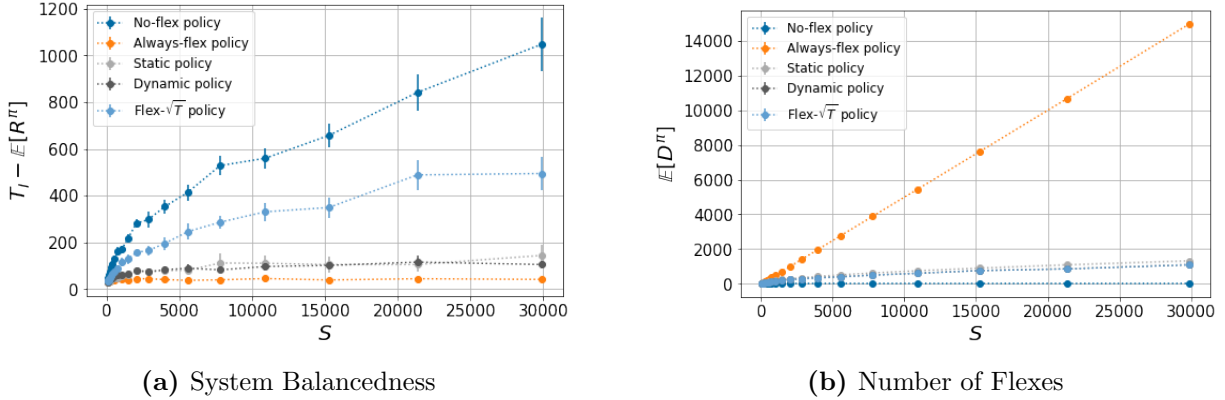 1200
1000
800
600
400
200
0
T_I − 𝔼[R^π]
No-flex policy
Always-flex policy
Static policy
Dynamic policy
Flex-√T policy
0 5000 10000 15000 20000 25000 30000
S
(a) System Balancedness
14000
12000
10000
8000
6000
4000
2000
0
𝔼[D^π]
No-flex policy
Always-flex policy
Static policy
Dynamic policy
Flex-√T policy
0 5000 10000 15000 20000 25000 30000
S
(b) Number of Flexes